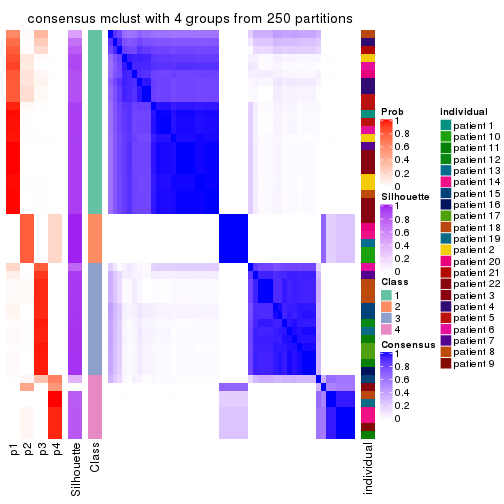 consensus mclust with 4 groups from 250 partitions
Prob
1
0.8
0.6
0.4
0.2
0
Silhouette
1
0.8
0.6
0.4
0.2
0
Class
1
2
3
4
Consensus
1
0.8
0.6
0.4
0.2
0
individual
patient 1
patient 10
patient 11
patient 12
patient 13
patient 14
patient 15
patient 16
patient 17
patient 18
patient 19
patient 2
patient 20
patient 21
patient 22
patient 3
patient 4
patient 5
patient 6
patient 7
patient 8
patient 9
p1
p2
p3
p4
Silhouette
Class
individual